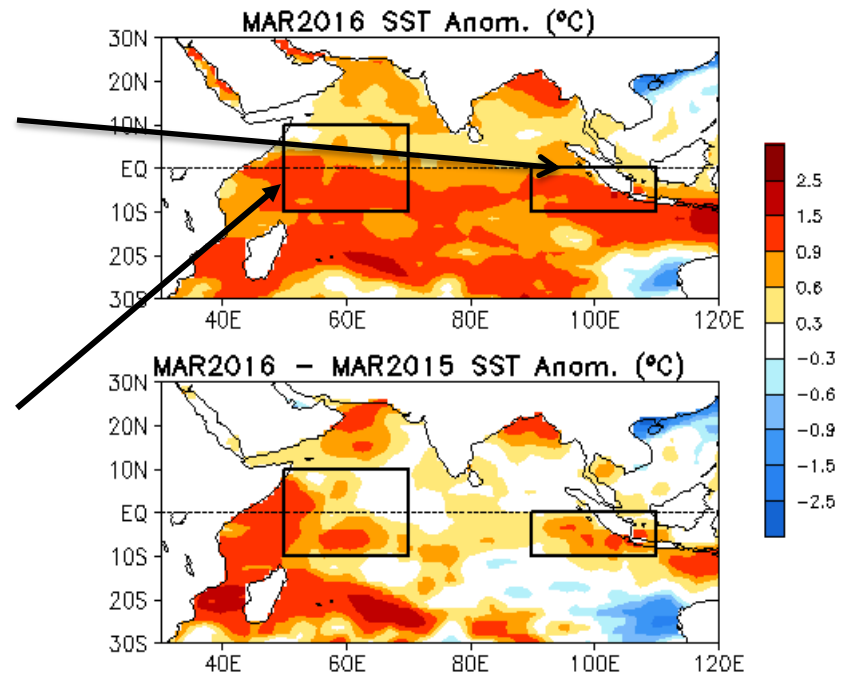 MAR2016 SST Anom. (ºC)
30N
20N
10N
EQ
10S
20S
30S
40E 60E 80E 100E 120E
2.5
1.5
0.9
0.6
0.3
-0.3
-0.6
-0.9
-1.5
-2.5
MAR2016 - MAR2015 SST Anom. (ºC)
30N
20N
10N
EQ
10S
20S
30S
40E 60E 80E 100E 120E